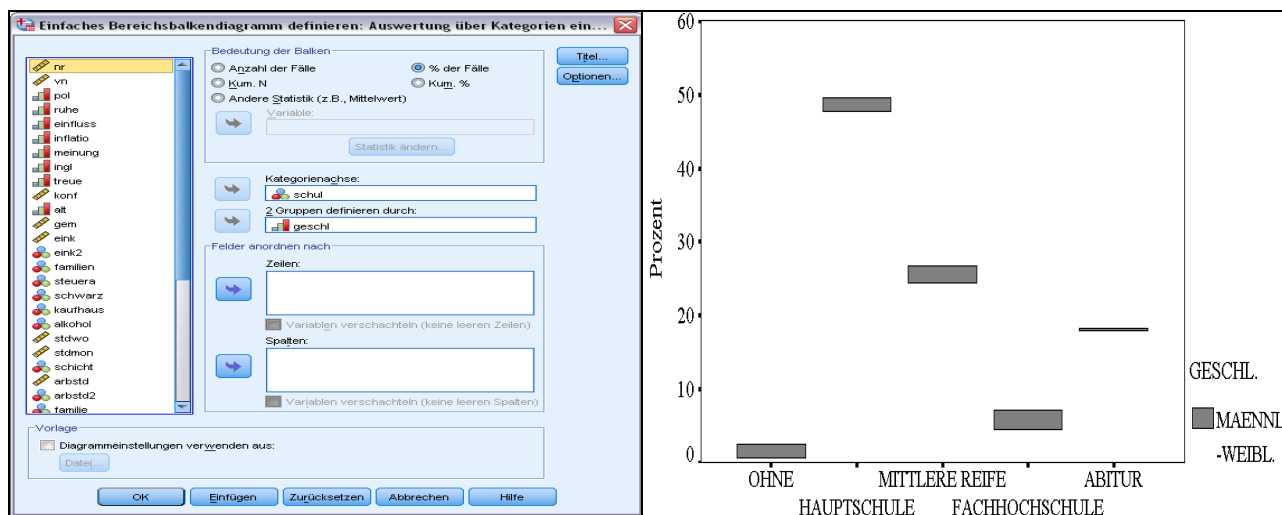 Einfaches Bereichsbalkendiagramm definieren: Auswertung über Kategorien ein...
nr
vn
pol
ruhe
einfluss
inflatio
meinung
ingl
treue
konf
alt
gem
eink
eink2
familien
steuera
schwarz
kaufhaus
alkohol
stdwo
stdmon
schicht
arbstd
arbstd2
familie
Bedeutung der Balken
Anzahl der Fälle
% der Fälle
Kum. N
Kum. %
Andere Statistik (z.B., Mittelwert)
Variable:
Statistik ändern...
Kategorienachse:
schul
2 Gruppen definieren durch:
geschl
Felder anordnen nach
Zeilen:
Variablen verschachteln (keine leeren Zeilen)
Spalten:
Variablen verschachteln (keine leeren Spalten)
Titel...
Optionen...
Vorlage
Diagrammeinstellungen verwenden aus:
Datei...
OK
Einfügen
Zurücksetzen
Abbrechen
Hilfe
60
50
40
30
20
10
0
Prozent
OHNE
HAUPTSCHULE
MITTLERE REIFE
FACHHOCHSCHULE
ABITUR
GESCHL.
MAENNL
-WEIBL.